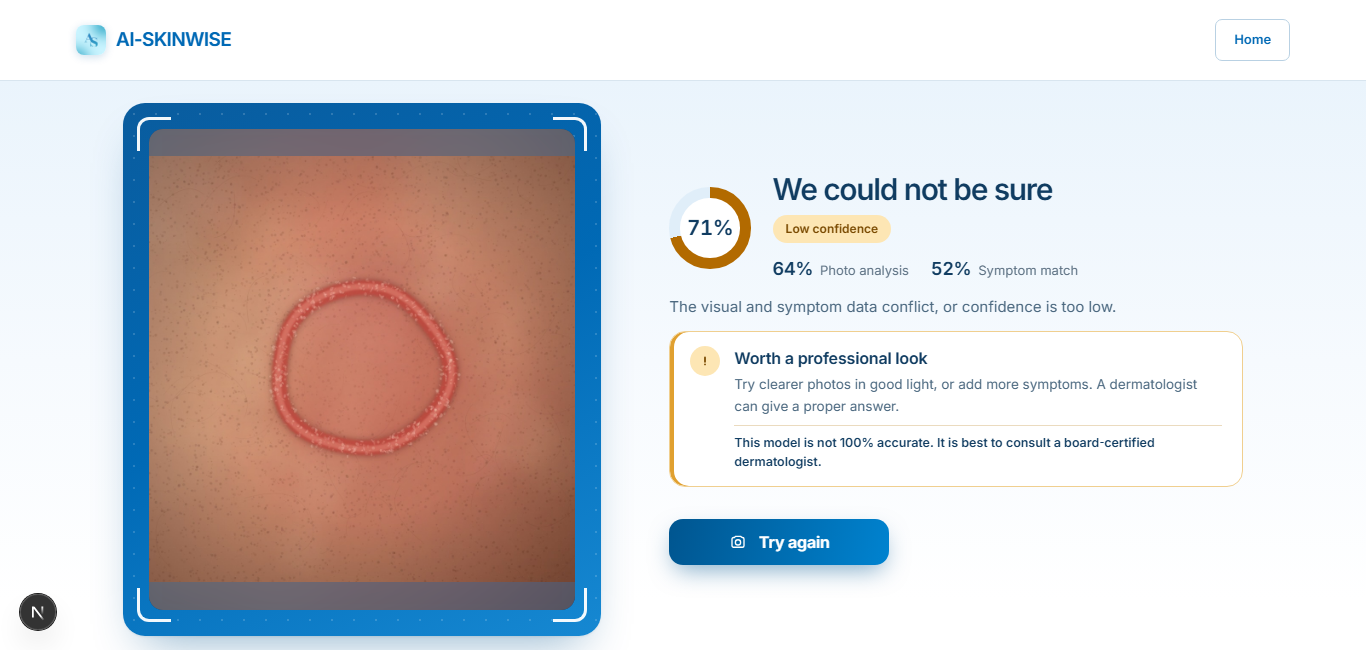 AI-SKINWISE
Home
71%
We could not be sure
Low confidence
64% Photo analysis 52% Symptom match
The visual and symptom data conflict, or confidence is too low.
!
Worth a professional look
Try clearer photos in good light, or add more symptoms. A dermatologist
can give a proper answer.
This model is not 100% accurate. It is best to consult a board-certified
dermatologist.
Try again
N